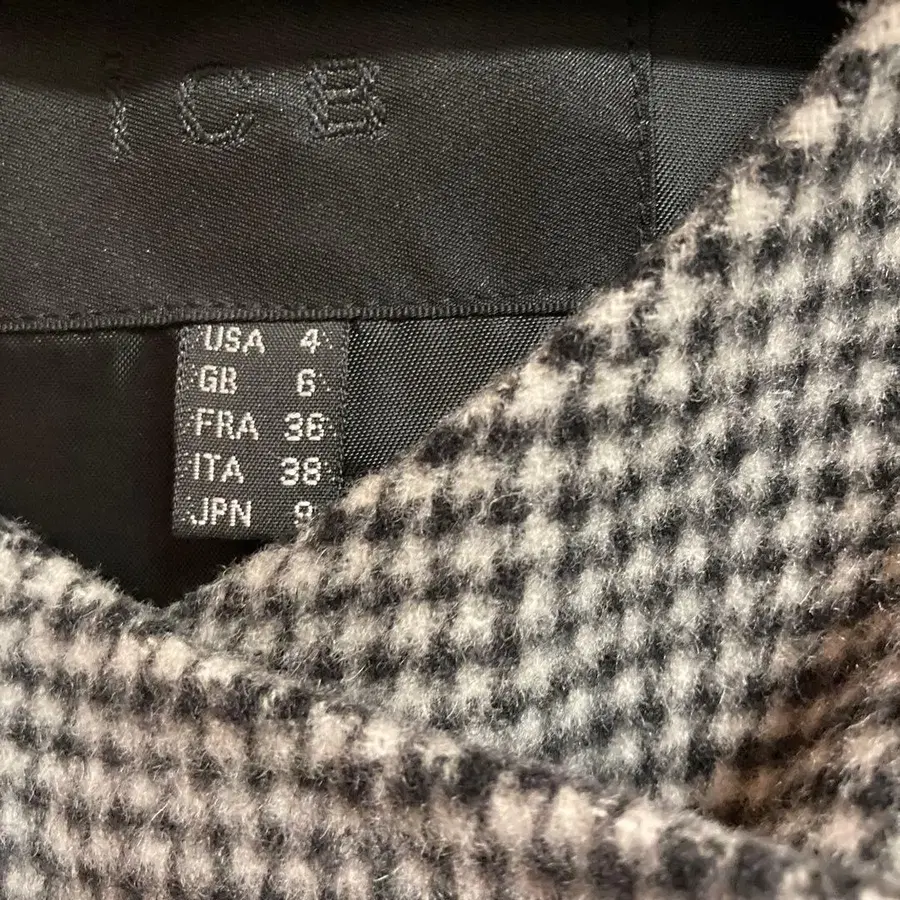 ICB
USA 4
GB 6
FRA 36
ITA 38
JPN 9